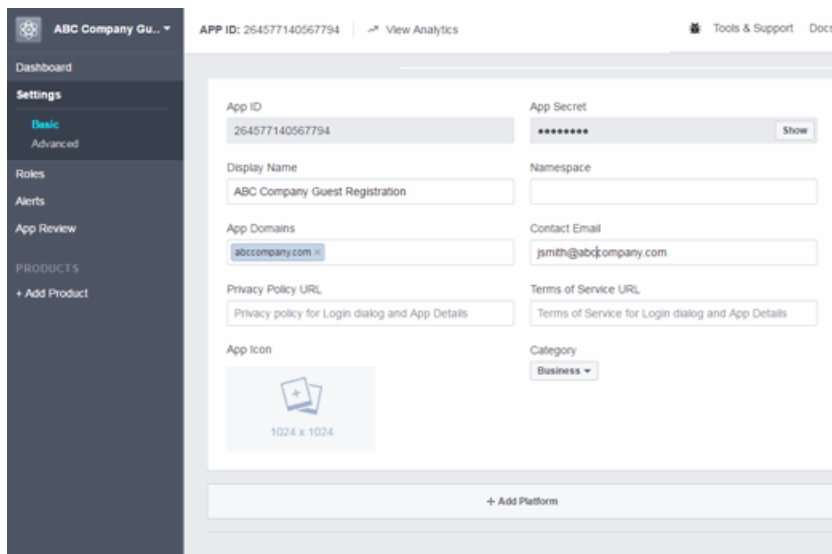 ABC Company Gu..
APP ID: 264577140567794
View Analytics
Tools & Support
Docs
Dashboard
Settings
Basic
Advanced
Roles
Alerts
App Review
PRODUCTS
+ Add Product
App ID
App Secret
264577140567794
••••••••
Show
Display Name
Namespace
ABC Company Guest Registration
App Domains
Contact Email
abccompany.com ×
jsmith@abccompany.com
Privacy Policy URL
Terms of Service URL
Privacy policy for Login dialog and App Details
Terms of Service for Login dialog and App Details
App Icon
Category
Business
1024 x 1024
+ Add Platform